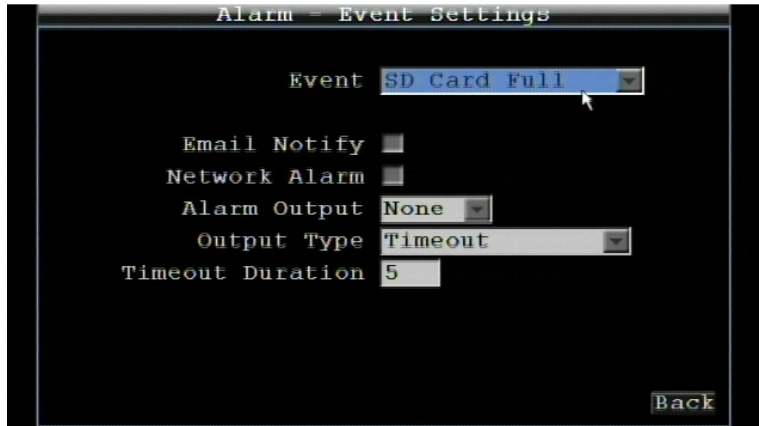 Alarm - Event Settings
Event SD Card Full
Email Notify
Network Alarm
Alarm Output None
Output Type Timeout
Timeout Duration 5
Back